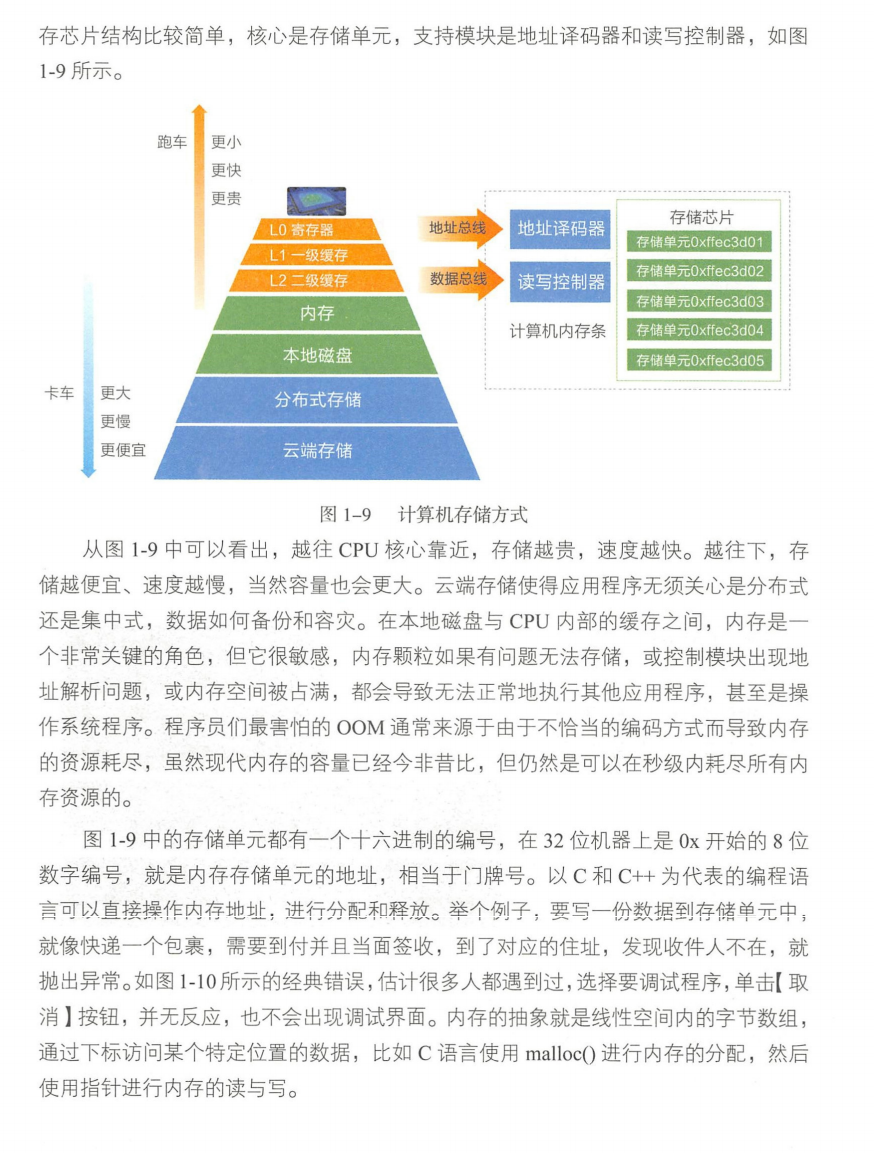 存芯片结构比较简单，核心是存储单元，支持模块是地址译码器和读写控制器，如图
1-9 所示。
跑车
更小
更快
更贵
L0 寄存器
L1 一级缓存
L2 二级缓存
内存
本地磁盘
分布式存储
云端存储
卡车
更大
更慢
更便宜
地址总线
数据总线
地址译码器
读写控制器
计算机内存条
存储芯片
存储单元0xffec3d01
存储单元0xffec3d02
存储单元0xffec3d03
存储单元0xffec3d04
存储单元0xffec3d05
图 1–9 计算机存储方式
从图 1-9 中可以看出，越往 CPU 核心靠近，存储越贵，速度越快。越往下，存
储越便宜、速度越慢，当然容量也会更大。云端存储使得应用程序无须关心是分布式
还是集中式，数据如何备份和容灾。在本地磁盘与 CPU 内部的缓存之间，内存是一
个非常关键的角色，但它很敏感，内存颗粒如果有问题无法存储，或控制模块出现地
址解析问题，或内存空间被占满，都会导致无法正常地执行其他应用程序，甚至是操
作系统程序。程序员们最害怕的 OOM 通常来源于由于不恰当的编码方式而导致内存
的资源耗尽，虽然现代内存的容量已经今非昔比，但仍然是可以在秒级内耗尽所有内
存资源的。
图 1-9 中的存储单元都有一个十六进制的编号，在 32 位机器上是 0x 开始的 8 位
数字编号，就是内存存储单元的地址，相当于门牌号。以 C 和 C++ 为代表的编程语
言可以直接操作内存地址，进行分配和释放。举个例子，要写一份数据到存储单元中，
就像快递一个包裹，需要到付并且当面签收，到了对应的住址，发现收件人不在，就
抛出异常。如图 1-10 所示的经典错误，估计很多人都遇到过，选择要调试程序，单击【取
消】按钮，并无反应，也不会出现调试界面。内存的抽象就是线性空间内的字节数组，
通过下标访问某个特定位置的数据，比如 C 语言使用 malloc() 进行内存的分配，然后
使用指针进行内存的读与写。